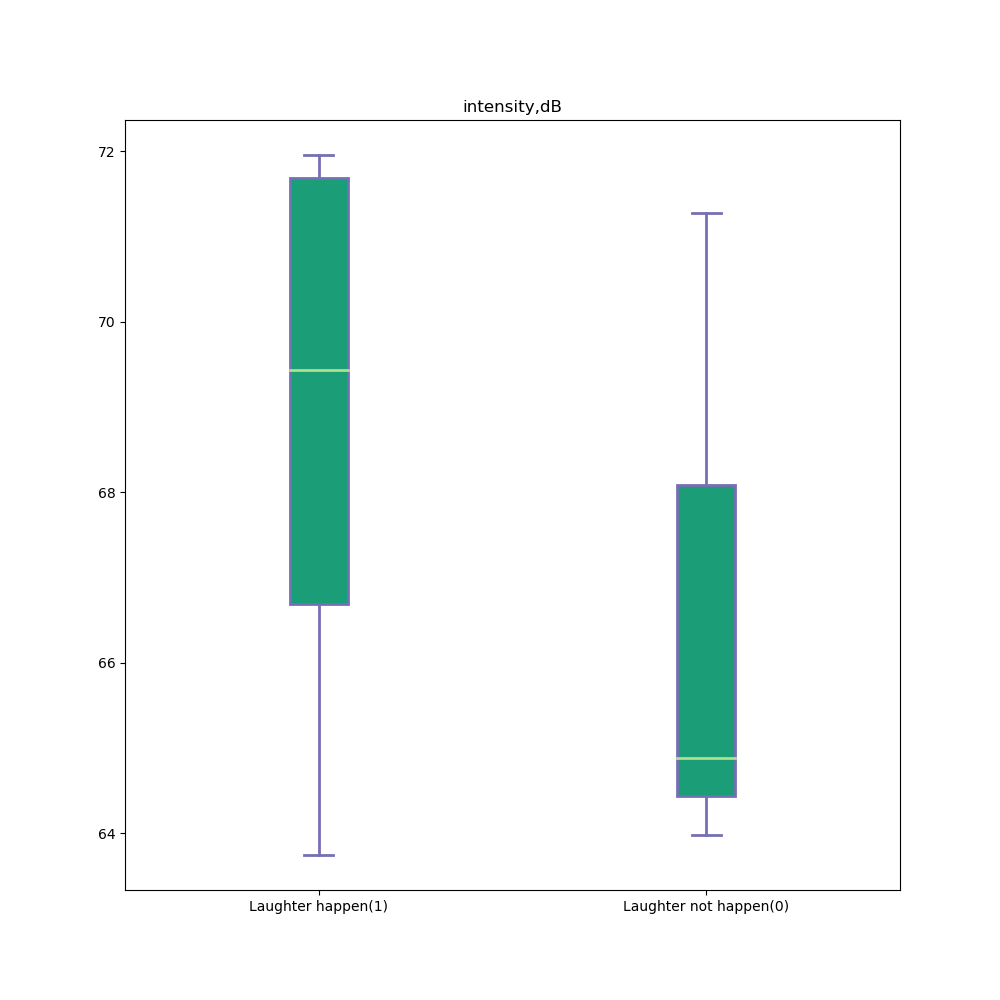 intensity,dB
72
70
68
66
64
Laughter happen(1)
Laughter not happen(0)